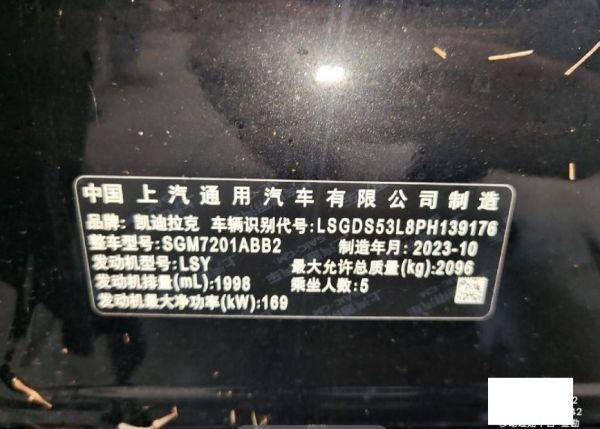 中国上汽通用汽车有限公司制造
品牌: 凯迪拉克 车辆识别代号:LSGDS53L8PH139176
整车型号:SGM7201ABB2 制造年月: 2023-10
发动机型号:LSY 最大允许总质量(kg):2096
发动机排量(mL):1998 乘坐人数:5
发动机最大净功率(kW):169